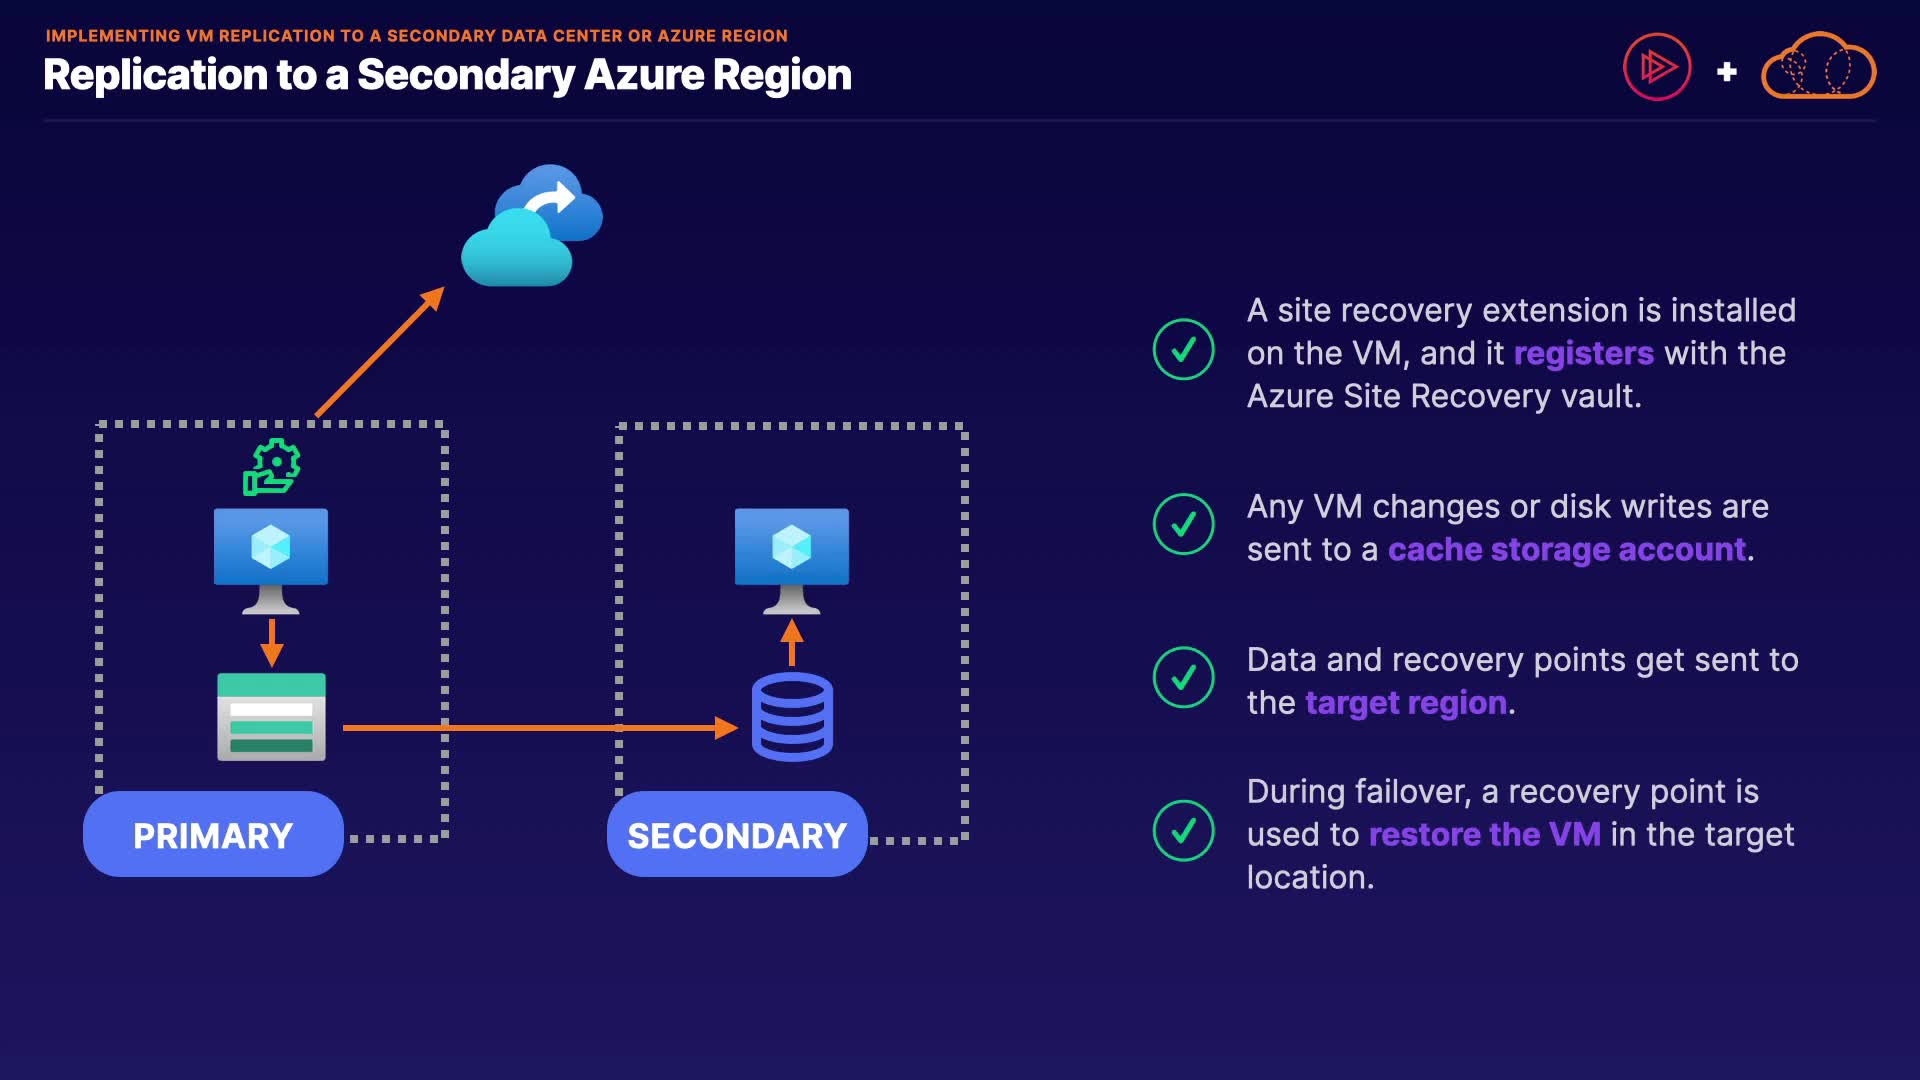 IMPLEMENTING VM REPLICATION TO A SECONDARY DATA CENTER OR AZURE REGION
Replication to a Secondary Azure Region
A site recovery extension is installed
on the VM, and it registers with the
Azure Site Recovery vault.
Any VM changes or disk writes are
sent to a cache storage account.
Data and recovery points get sent to
the target region.
During failover, a recovery point is
used to restore the VM in the target
location.
PRIMARY
SECONDARY